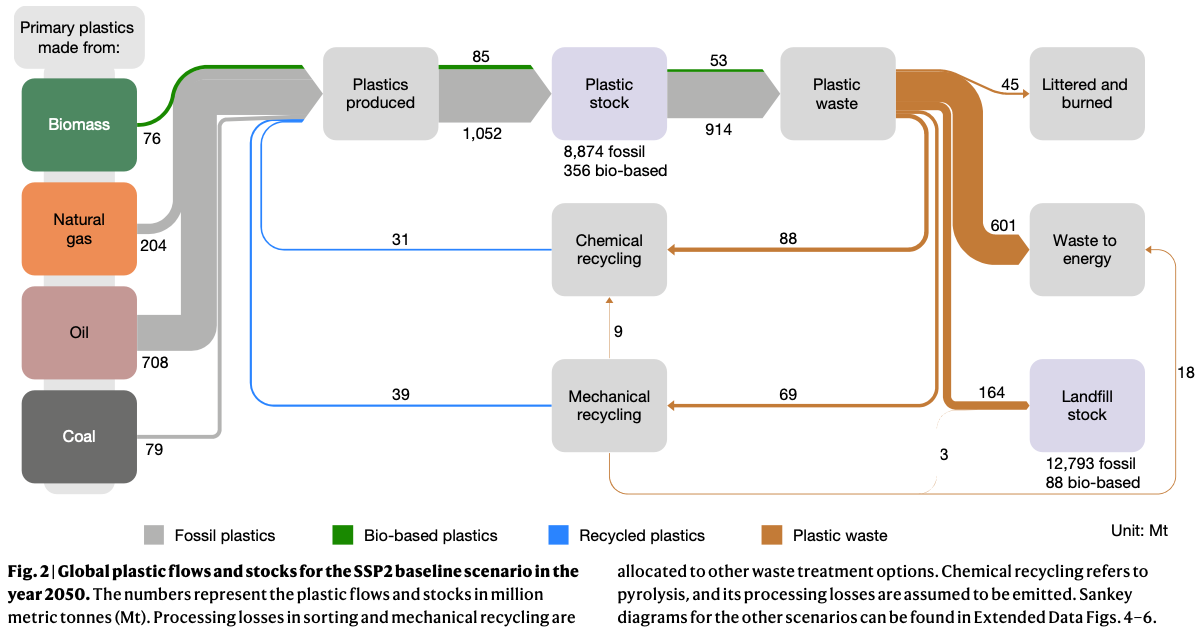 Primary plastics
made from:
Biomass
76
Natural
gas
204
Oil
708
Coal
79
Plastics
produced
85
1,052
Plastic
stock
8,874 fossil
356 bio-based
53
914
Plastic
waste
45
Littered and
burned
31
Chemical
recycling
88
601
Waste to
energy
9
39
Mechanical
recycling
69
164
Landfill
stock
12,793 fossil
88 bio-based
18
3
Fossil plastics
Bio-based plastics
Recycled plastics
Plastic waste
Unit: Mt
Fig. 2 | Global plastic flows and stocks for the SSP2 baseline scenario in the
year 2050. The numbers represent the plastic flows and stocks in million
metric tonnes (Mt). Processing losses in sorting and mechanical recycling are
allocated to other waste treatment options. Chemical recycling refers to
pyrolysis, and its processing losses are assumed to be emitted. Sankey
diagrams for the other scenarios can be found in Extended Data Figs. 4–6.